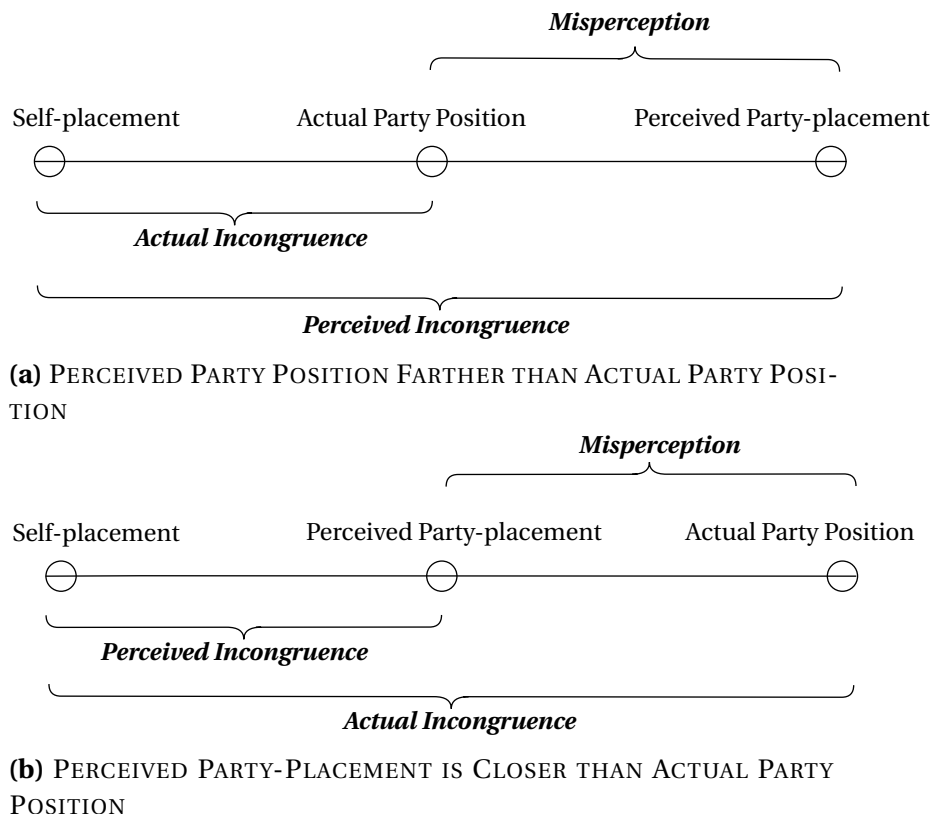 Misperception
Self-placement Actual Party Position Perceived Party-placement
Actual Incongruence
Perceived Incongruence
(a) PERCEIVED PARTY POSITION FARTHER THAN ACTUAL PARTY POSI-
TION
Misperception
Self-placement Perceived Party-placement Actual Party Position
Perceived Incongruence
Actual Incongruence
(b) PERCEIVED PARTY-PLACEMENT IS CLOSER THAN ACTUAL PARTY
POSITION